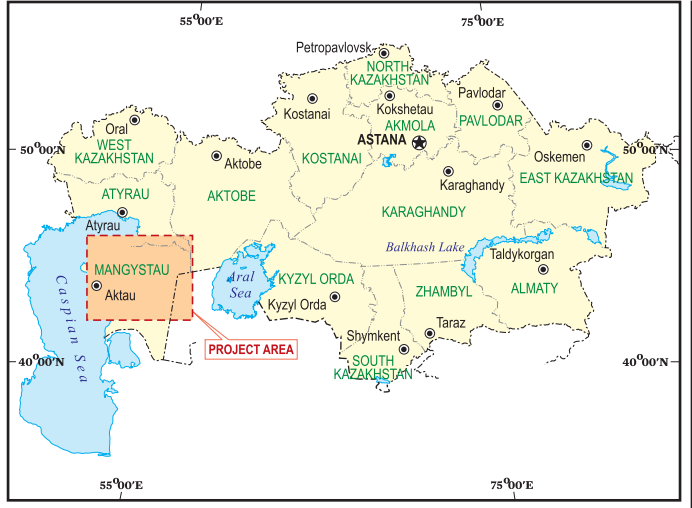 55°00'E
75°00'E
Petropavlovsk
NORTH
KAZAKHSTAN
Pavlodar
Kostanai
Kokshetau
PAVLODAR
Oral
AKMOLA
WEST
KAZAKHSTAN
ASTANA
50°00'N
50°00'N
KOSTANAI
Oskemen
Aktobe
Karaghandy
EAST KAZAKHSTAN
ATYRAU
AKTOBE
KARAGHANDY
Atyrau
Balkhash Lake
Taldykorgan
MANGYSTAU
Aral
Sea
KYZYL ORDA
ZHAMBYL
ALMATY
Aktau
Kyzyl Orda
Caspian Sea
Taraz
Shymkent
PROJECT AREA
SOUTH
KAZAKHSTAN
40°00'N
40°00'N
55°00'E
75°00'E